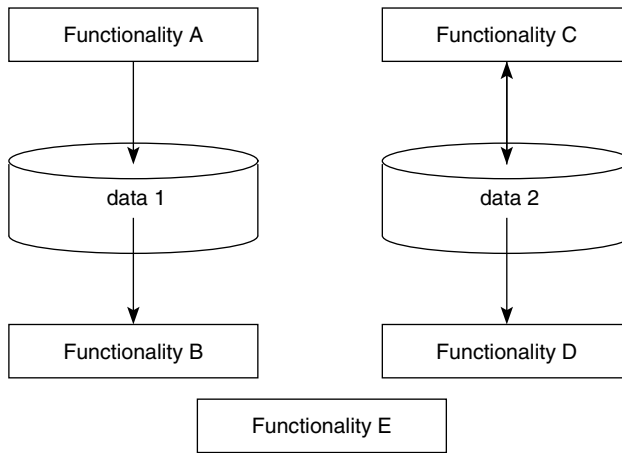 Functionality A
Functionality C
data 1
data 2
Functionality B
Functionality D
Functionality E